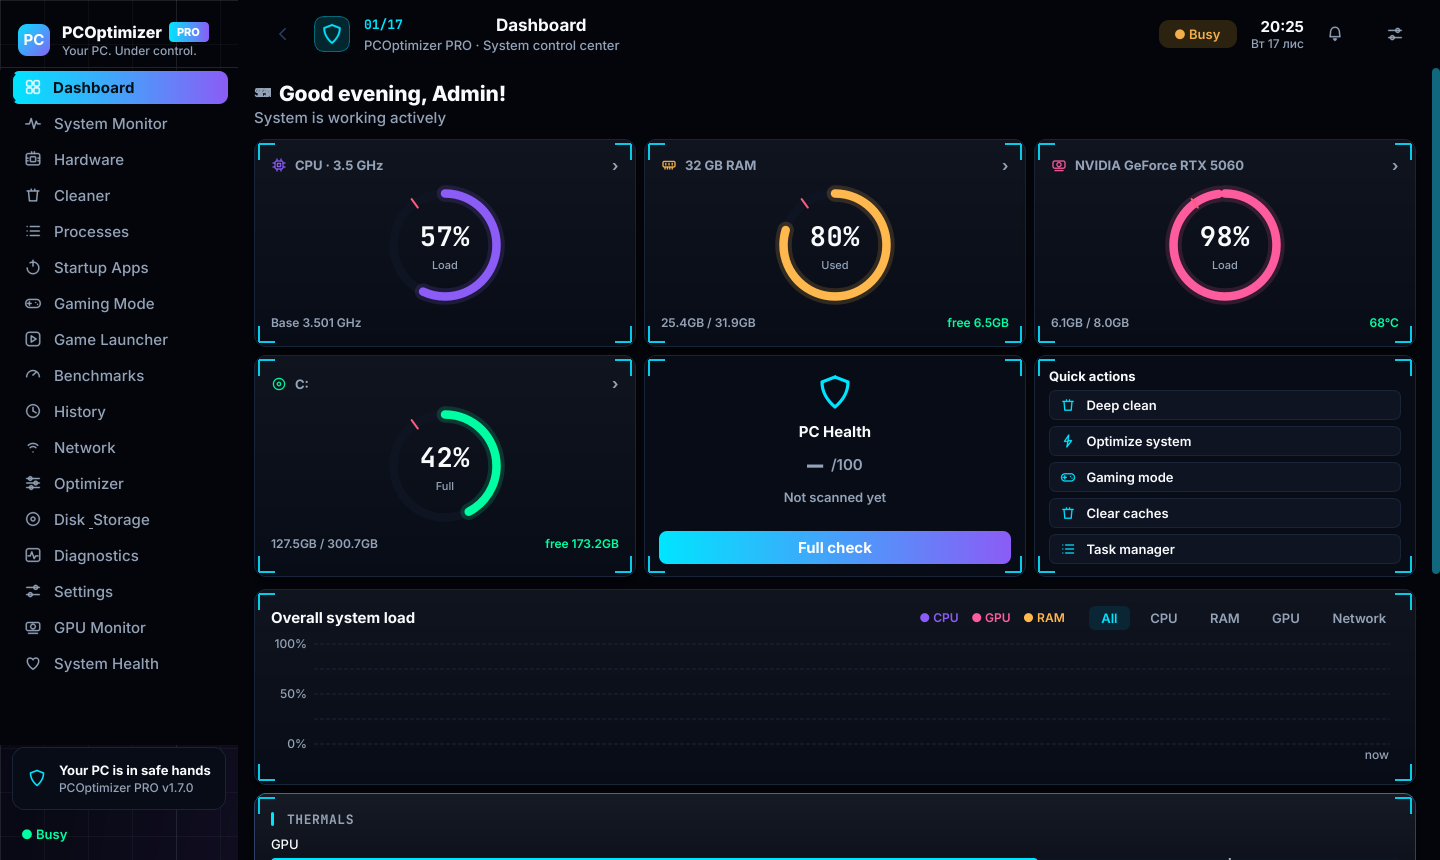 PC
PCOptimizer PRO
Your PC. Under control.
Dashboard
System Monitor
Hardware
Cleaner
Processes
Startup Apps
Gaming Mode
Game Launcher
Benchmarks
History
Network
Optimizer
Disk _Storage
Diagnostics
Settings
GPU Monitor
System Health
Your PC is in safe hands
PCOptimizer PRO v1.7.0
Busy
01/17 Dashboard
PCOptimizer PRO · System control center
Busy
20:25
Вт 17 лис
Good evening, Admin!
System is working actively
CPU · 3.5 GHz
57%
Load
Base 3.501 GHz
32 GB RAM
80%
Used
25.4GB / 31.9GB free 6.5GB
NVIDIA GeForce RTX 5060
98%
Load
6.1GB / 8.0GB 68°C
C:
42%
Full
127.5GB / 300.7GB free 173.2GB
PC Health
— /100
Not scanned yet
Full check
Quick actions
Deep clean
Optimize system
Gaming mode
Clear caches
Task manager
Overall system load
CPU GPU RAM All CPU RAM GPU Network
100%
50%
0%
now
THERMALS
GPU